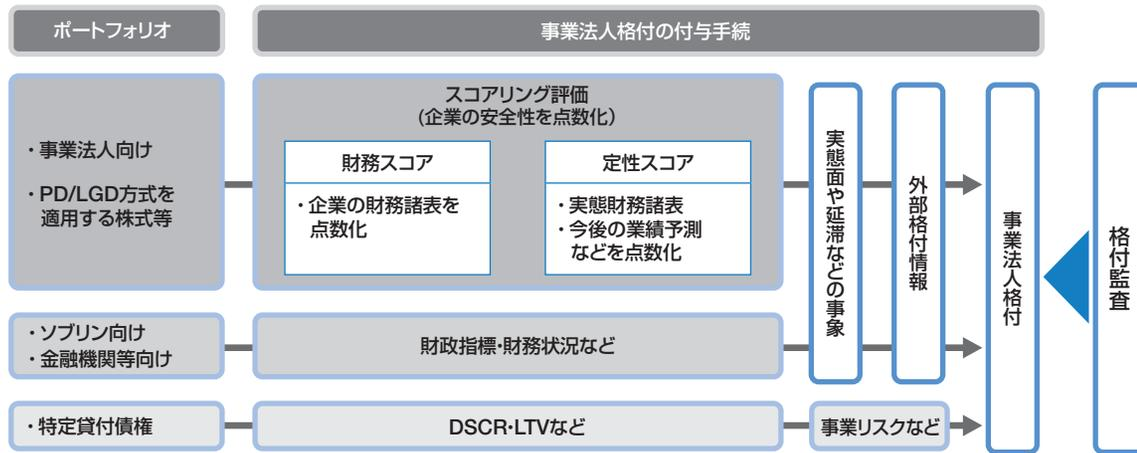 ポートフォリオ
事業法人格付の付与手続
・事業法人向け
・PD/LGD方式を
適用する株式等
スコアリング評価
(企業の安全性を点数化)
財務スコア
・企業の財務諸表を
点数化
定性スコア
・実態財務諸表
・今後の業績予測
などを点数化
実態面や延滞などの事象
外部格付情報
事業法人格付
格付監査
・ソブリン向け
・金融機関等向け
財政指標・財務状況など
・特定貸付債権
DSCR・LTVなど
事業リスクなど